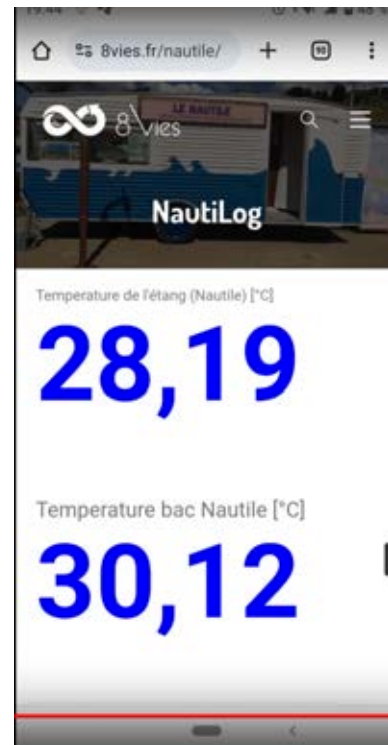 8vies.fr/nautile/
LE NAUTILE
8Vies
NautiLog
Temperature de l'étang (Nautile) [°C]
28,19
Temperature bac Nautile [°C]
30,12